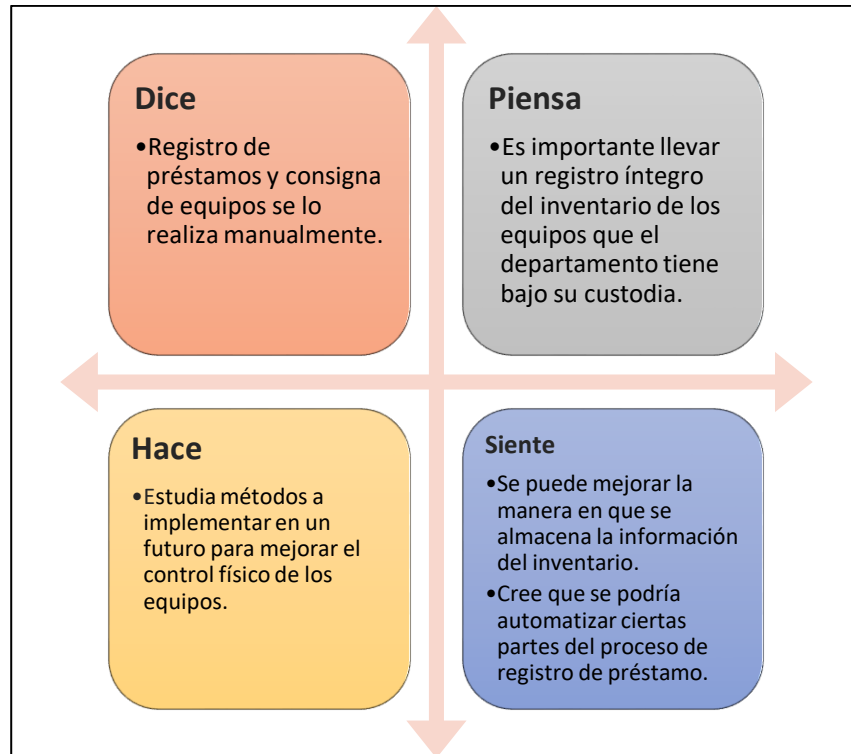 Dice
•Registro de
préstamos y consigna
de equipos se lo
realiza manualmente.
Piensa
•Es importante llevar
un registro íntegro
del inventario de los
equipos que el
departamento tiene
bajo su custodia.
Hace
•Estudia métodos a
implementar en un
futuro para mejorar el
control físico de los
equipos.
Siente
•Se puede mejorar la
manera en que se
almacena la información
del inventario.
•Cree que se podría
automatizar ciertas
partes del proceso de
registro de préstamo.